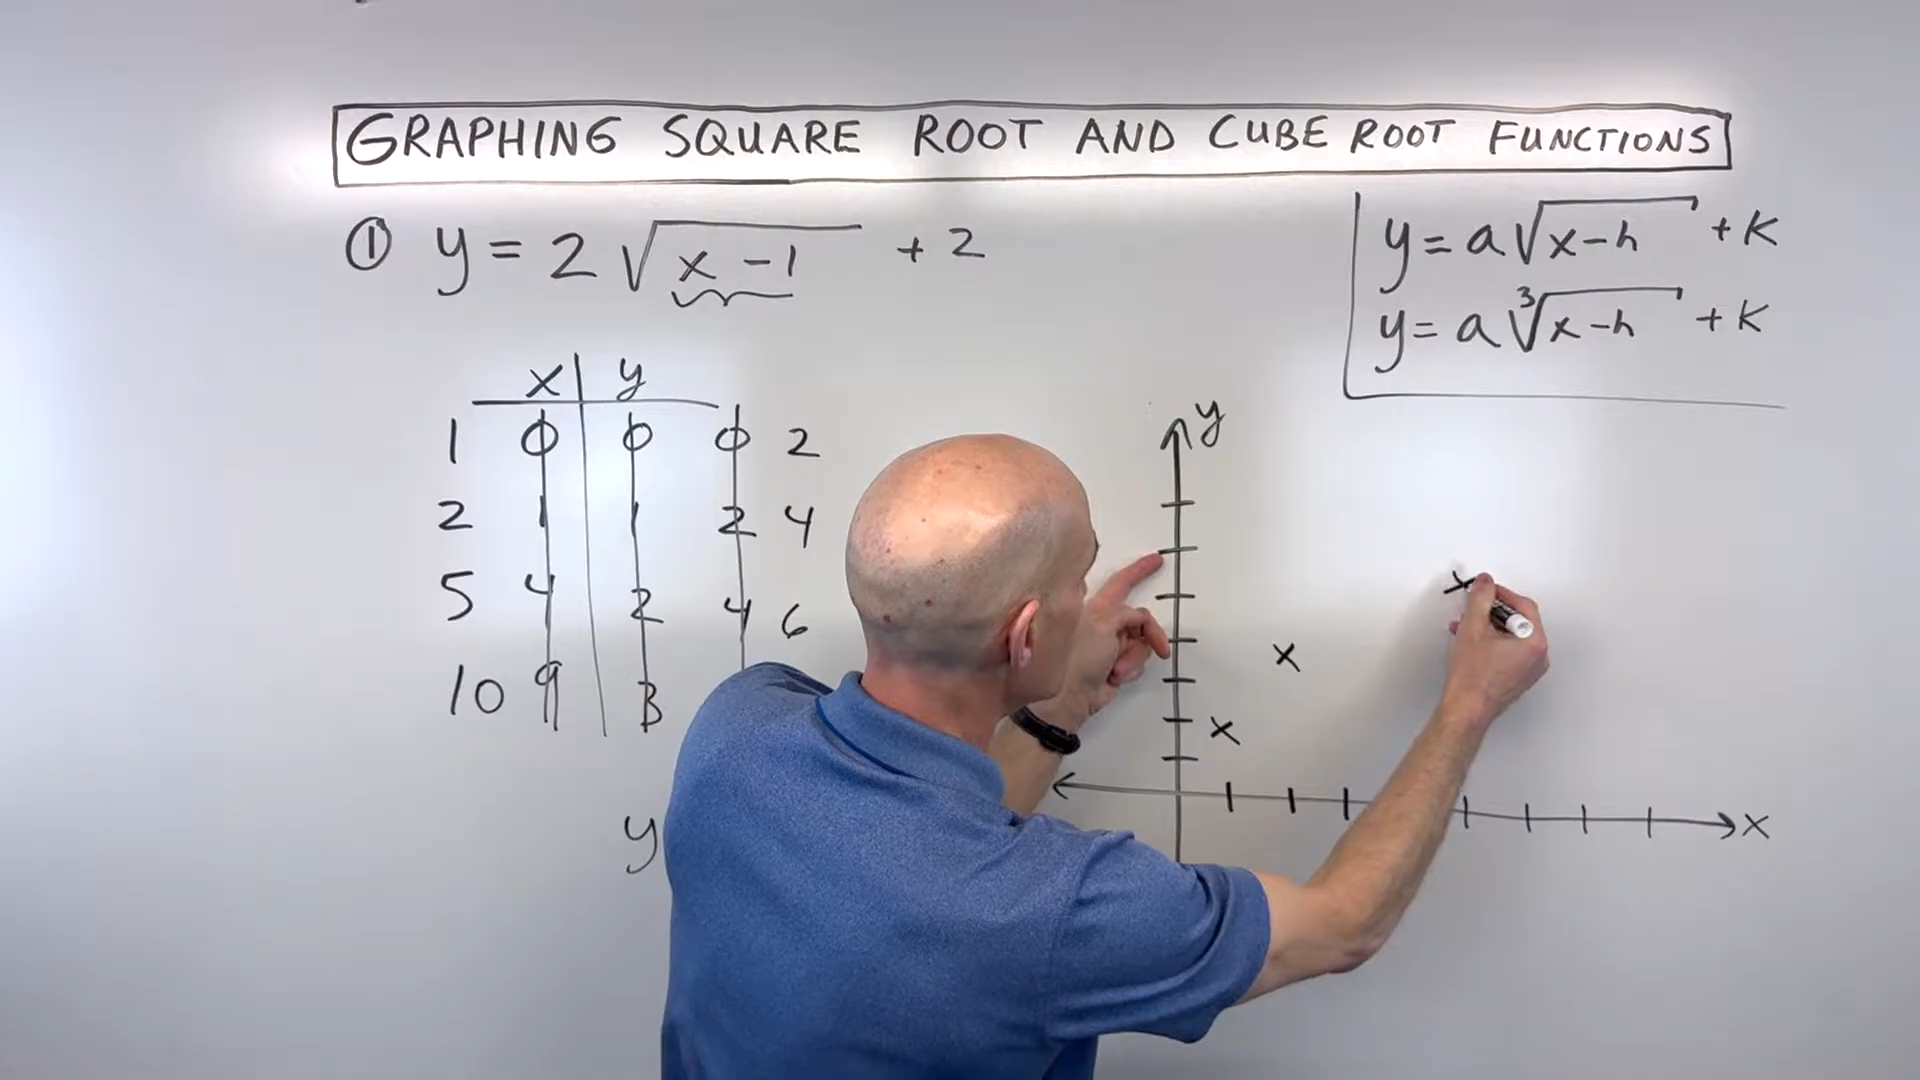 GRAPHING SQUARE ROOT AND CUBE ROOT FUNCTIONS
① y = 2√(x - 1) + 2
y = a√(x - h) + k
y = a∛(x - h) + k
x y
1 0 0 0 2
2 1 1 2 4
5 4 2 4 6
10 9 3
y
y
x
x
x
x